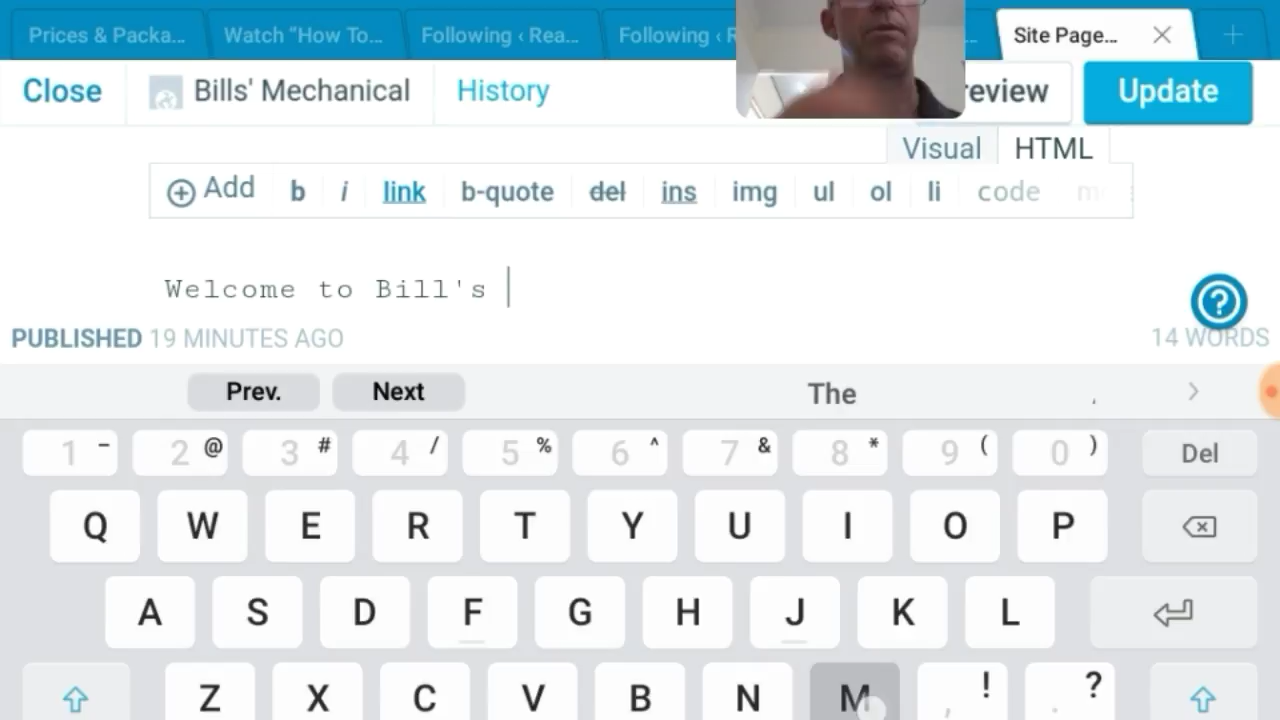 Prices & Packa... Watch "How To... Following ‹ Rea... Following ‹ R ... Site Page... +
Close Bills' Mechanical History review Update
Visual HTML
Add b i link b-quote del ins img ul ol li code m
Welcome to Bill's
?
PUBLISHED 19 MINUTES AGO 14 WORDS
Prev. Next The ,
1 - 2 @ 3 # 4 / 5 % 6 ^ 7 & 8 * 9 ( 0 ) Del
Q W E R T Y U I O P
A S D F G H J K L
Z X C V B N M , ! . ?